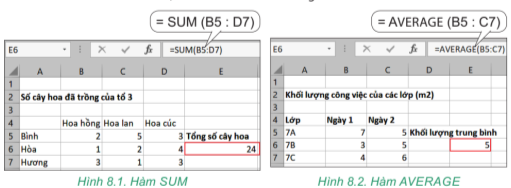 = SUM (B5 : D7)
E6 fx =SUM(B5:D7)
A B C D E
1
2 Số cây hoa đã trồng của tổ 3
3
4 Hoa hồng Hoa lan Hoa cúc
5 Bình 2 5 3 Tổng số cây hoa
6 Hòa 1 2 4 24
7 Hương 3 1 3
Hình 8.1. Hàm SUM
= AVERAGE (B5 : C7)
E6 fx =AVERAGE(B5:C7)
A B C D E
1
2 Khối lượng công việc của các lớp (m2)
3
4 Lớp Ngày 1 Ngày 2
5 7A 7 5 Khối lượng trung bình
6 7B 3 5 5
7 7C 4 6
Hình 8.2. Hàm AVERAGE